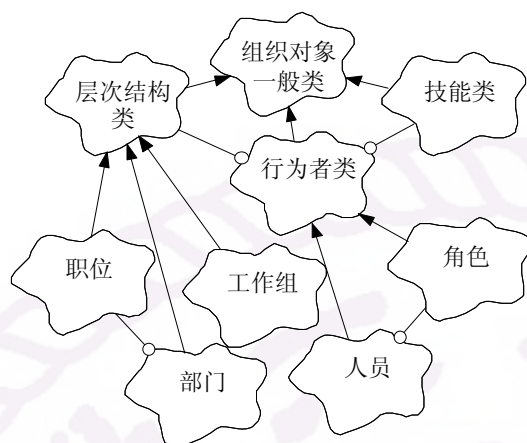 组织对象
一般类
层次结构
类
技能类
行为者类
职位
工作组
角色
部门
人员